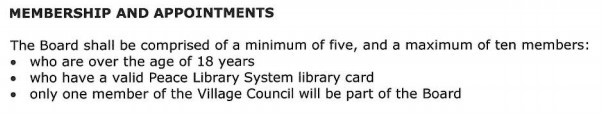 MEMBERSHIP AND APPOINTMENTS
The Board shall be comprised of a minimum of five, and a maximum of ten members:
• who are over the age of 18 years
• who have a valid Peace Library System library card
• only one member of the Village Council will be part of the Board